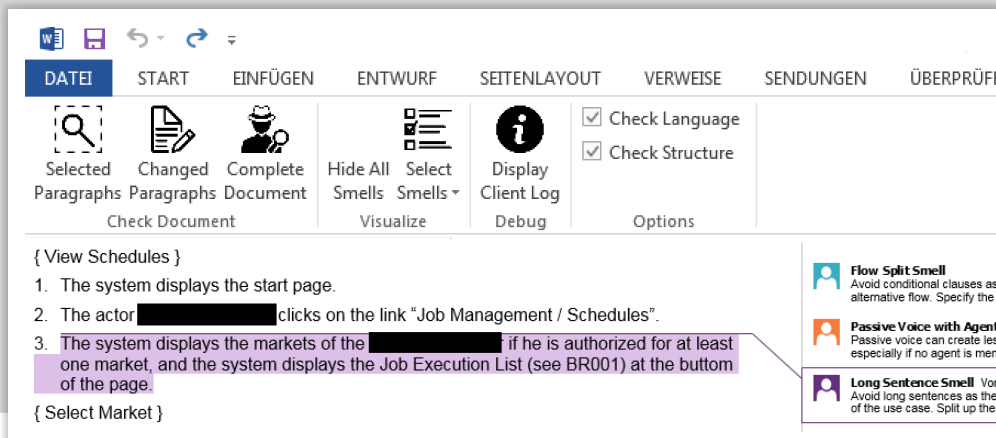 DATEI START EINFÜGEN ENTWURF SEITENLAYOUT VERWEISE SENDUNGEN ÜBERPRÜFE
Selected Changed Complete Hide All Select Display
Paragraphs Paragraphs Document Smells Smells Client Log
Check Language
Check Structure
Check Document Visualize Debug Options
{ View Schedules }
1. The system displays the start page.
2. The actor clicks on the link “Job Management / Schedules”.
3. The system displays the markets of the if he is authorized for at least
one market, and the system displays the Job Execution List (see BR001) at the buttom
of the page.
{ Select Market }
Flow Split Smell
Avoid conditional clauses as
alternative flow. Specify the
Passive Voice with Agent
Passive voice can create les
especially if no agent is men
Long Sentence Smell Vor
Avoid long sentences as the
of the use case. Split up the